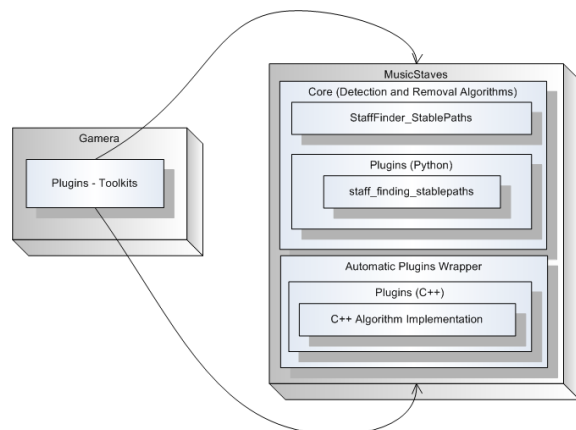 Gamera
Plugins - Toolkits
MusicStaves
Core (Detection and Removal Algorithms)
StaffFinder_StablePaths
Plugins (Python)
staff_finding_stablepaths
Automatic Plugins Wrapper
Plugins (C++)
C++ Algorithm Implementation